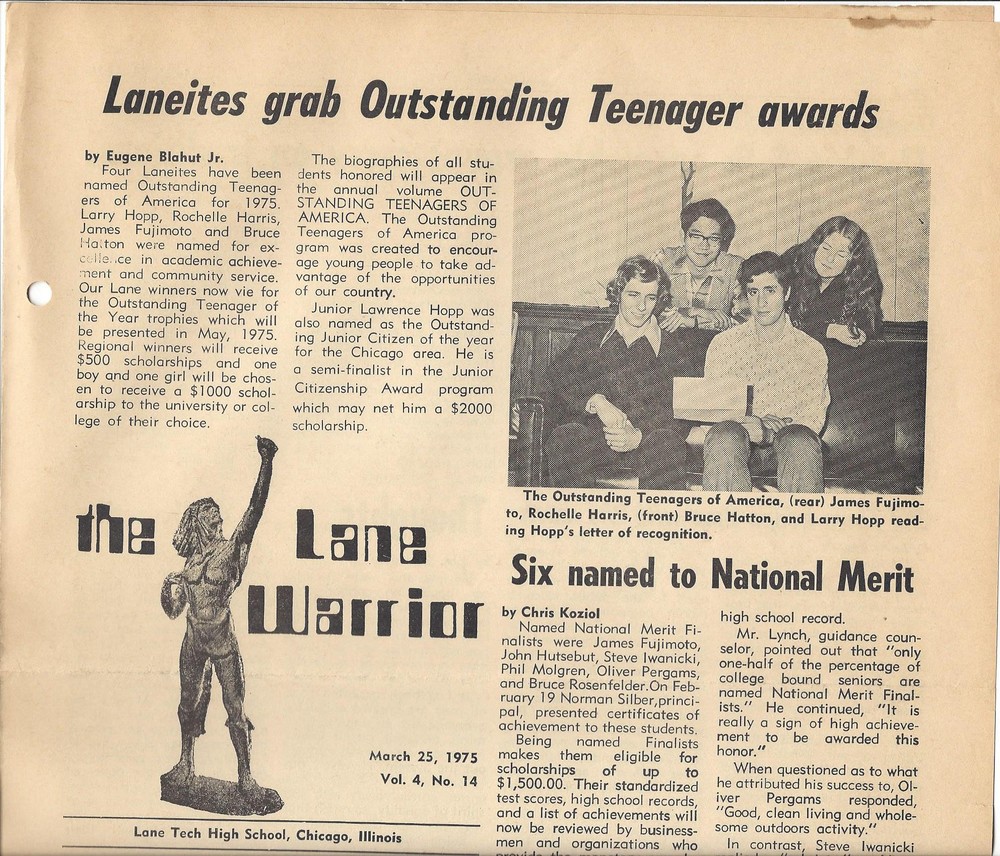 Laneites grab Outstanding Teenager awards
by Eugene Blahut Jr.
Four Laneites have been
named Outstanding Teenag-
ers of America for 1975.
Larry Hopp, Rochelle Harris,
James Fujimoto and Bruce
Hatton were named for ex-
cellence in academic achieve-
ment and community service.
Our Lane winners now vie for
the Outstanding Teenager of
the Year trophies which will
be presented in May, 1975.
Regional winners will receive
$500 scholarships and one
boy and one girl will be chos-
en to receive a $1000 schol-
arship to the university or col-
lege of their choice.
The biographies of all stu-
dents honored will appear in
the annual volume OUT-
STANDING TEENAGERS OF
AMERICA. The Outstanding
Teenagers of America pro-
gram was created to encour-
age young people to take ad-
vantage of the opportunities
of our country.
Junior Lawrence Hopp was
also named as the Outstand-
ing Junior Citizen of the year
for the Chicago area. He is
a semi-finalist in the Junior
Citizenship Award program
which may net him a $2000
scholarship.
The Outstanding Teenagers of America, (rear) James Fujimo-
to, Rochelle Harris, (front) Bruce Hatton, and Larry Hopp read-
ing Hopp's letter of recognition.
the Lane
Warrior
March 25, 1975
Vol. 4, No. 14
Lane Tech High School, Chicago, Illinois
Six named to National Merit
by Chris Koziol
Named National Merit Fi-
nalists were James Fujimoto,
John Hutsebut, Steve Iwanicki,
Phil Molgren, Oliver Pergams,
and Bruce Rosenfelder.On Feb-
ruary 19 Norman Silber,princi-
pal, presented certificates of
achievement to these students.
Being named Finalists
makes them eligible for
scholarships of up to
$1,500.00. Their standardized
test scores, high school records,
and a list of achievements will
now be reviewed by business-
men and organizations who
high school record.
Mr. Lynch, guidance coun-
selor, pointed out that "only
one-half of the percentage of
college bound seniors are
named National Merit Final-
ists." He continued, "It is
really a sign of high achieve-
ment to be awarded this
honor."
When questioned as to what
he attributed his success to, Ol-
iver Pergams responded,
"Good, clean living and whole-
some outdoors activity."
In contrast, Steve Iwanicki